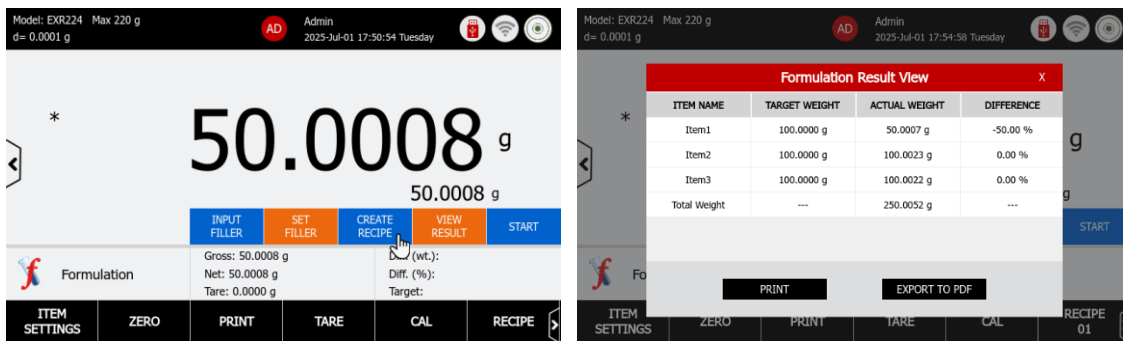 Model: EXR224 Max 220 g
d= 0.0001 g
AD
Admin
2025-Jul-01 17:50:54 Tuesday
*
50.0008 g
50.0008 g
INPUT FILLER
SET FILLER
CREATE RECIPE
VIEW RESULT
START
Formulation
Gross: 50.0008 g
Net: 50.0008 g
Tare: 0.0000 g
(wt.):
Diff. (%):
Target:
ITEM SETTINGS
ZERO
PRINT
TARE
CAL
RECIPE
Model: EXR224 Max 220 g
d= 0.0001 g
AD
Admin
2025-Jul-01 17:54:58 Tuesday
*
g
g
Formulation Result View X
ITEM NAME TARGET WEIGHT ACTUAL WEIGHT DIFFERENCE
Item1 100.0000 g 50.0007 g -50.00 %
Item2 100.0000 g 100.0023 g 0.00 %
Item3 100.0000 g 100.0022 g 0.00 %
Total Weight --- 250.0052 g ---
PRINT
EXPORT TO PDF
START
Fo
ITEM SETTINGS
ZERO
PRINT
TARE
CAL
RECIPE 01